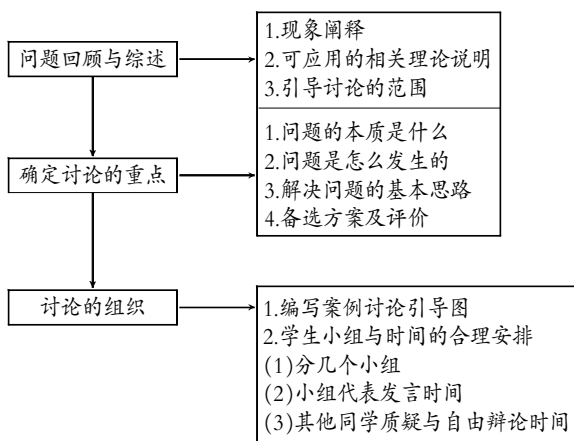 问题回顾与综述
1.现象阐释
2.可应用的相关理论说明
3.引导讨论的范围
确定讨论的重点
1.问题的本质是什么
2.问题是怎么发生的
3.解决问题的基本思路
4.备选方案及评价
讨论的组织
1.编写案例讨论引导图
2.学生小组与时间的合理安排
(1)分几个小组
(2)小组代表发言时间
(3)其他同学质疑与自由辩论时间